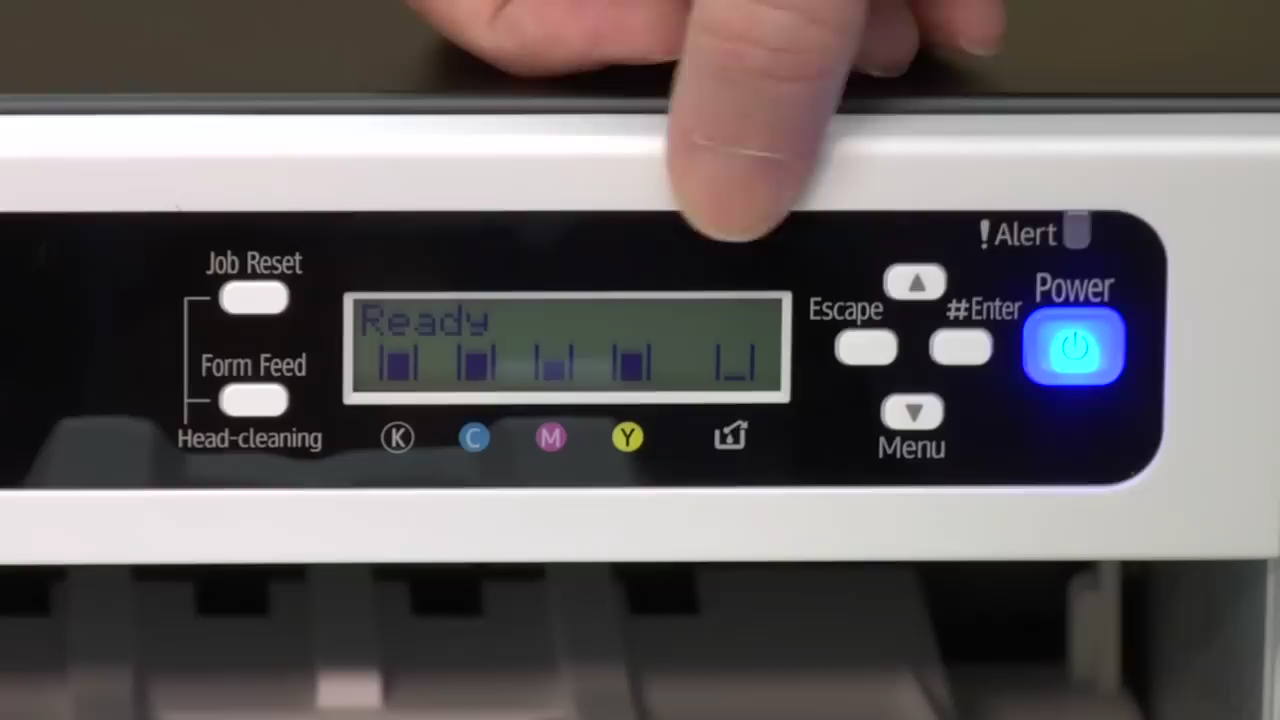 Job Reset
Form Feed
Head-cleaning
Ready
K C M Y
!Alert
Power
Escape
#Enter
Menu